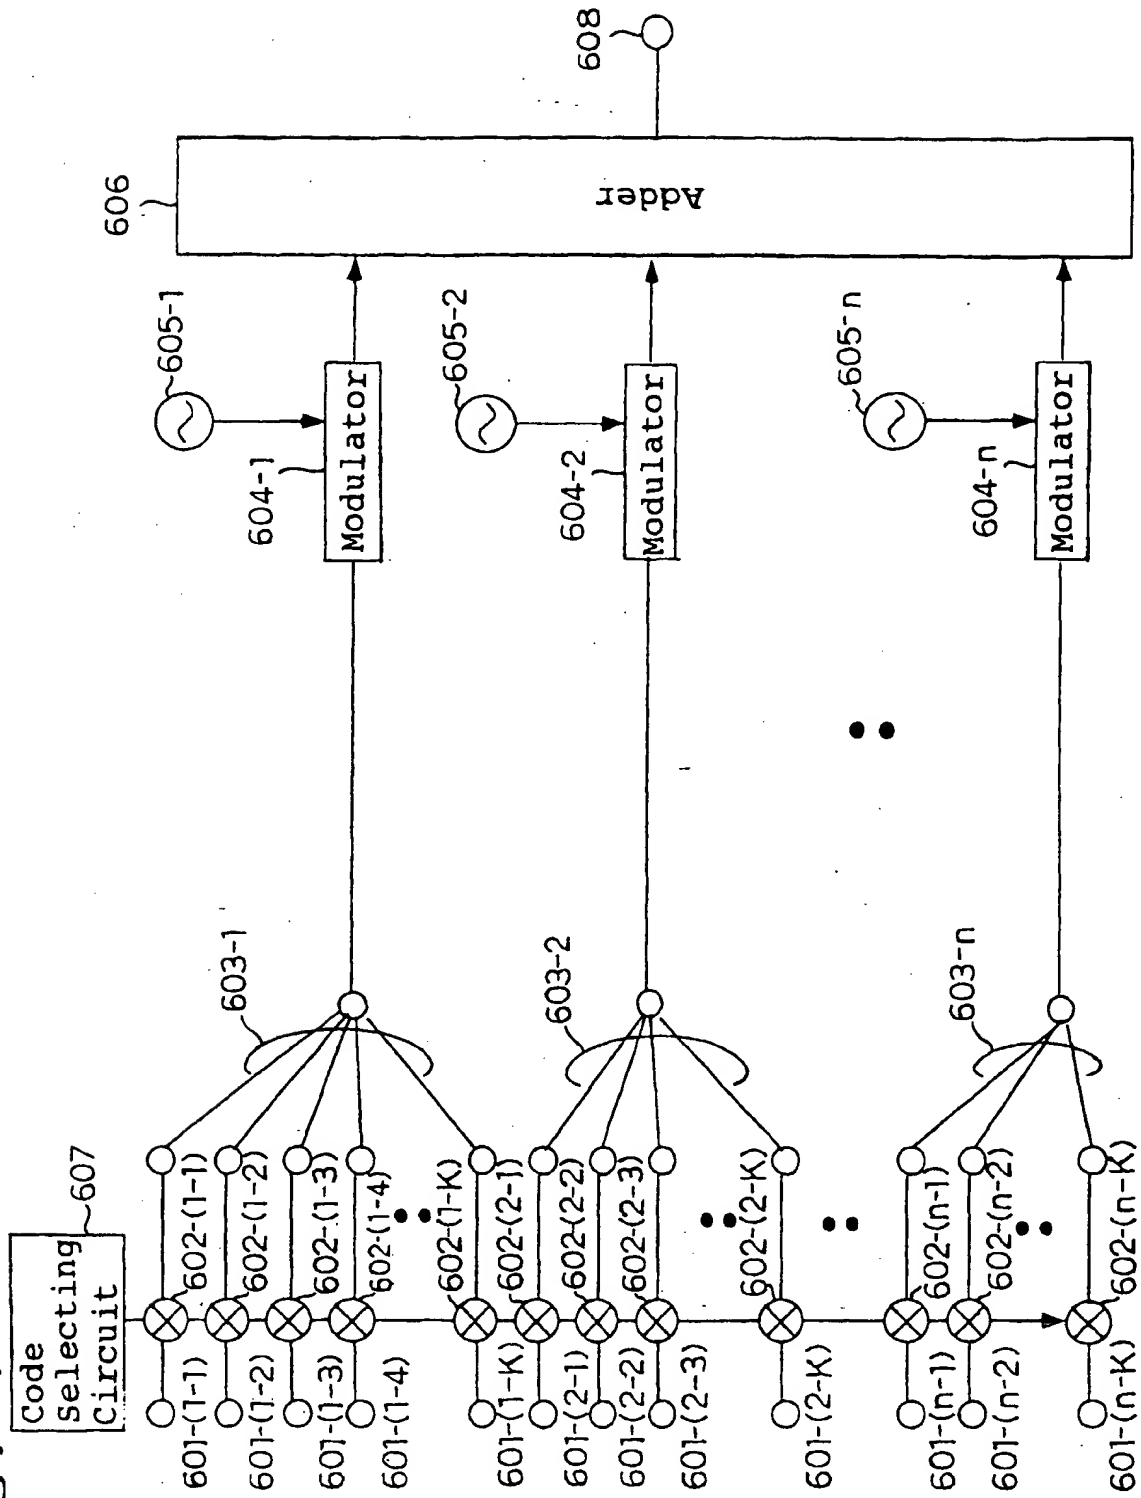 Code
Selecting
Circuit
607
601-(1-1)
602-(1-1)
601-(1-2)
602-(1-2)
601-(1-3)
602-(1-3)
601-(1-4)
602-(1-4)
601-(1-K)
602-(1-K)
601-(2-1)
602-(2-1)
601-(2-2)
602-(2-2)
601-(2-3)
602-(2-3)
601-(2-K)
602-(2-K)
601-(n-1)
602-(n-1)
601-(n-2)
602-(n-2)
601-(n-K)
602-(n-K)
603-1
603-2
603-n
604-1
Modulator
605-1
604-2
Modulator
605-2
604-n
Modulator
605-n
606
Adder
608